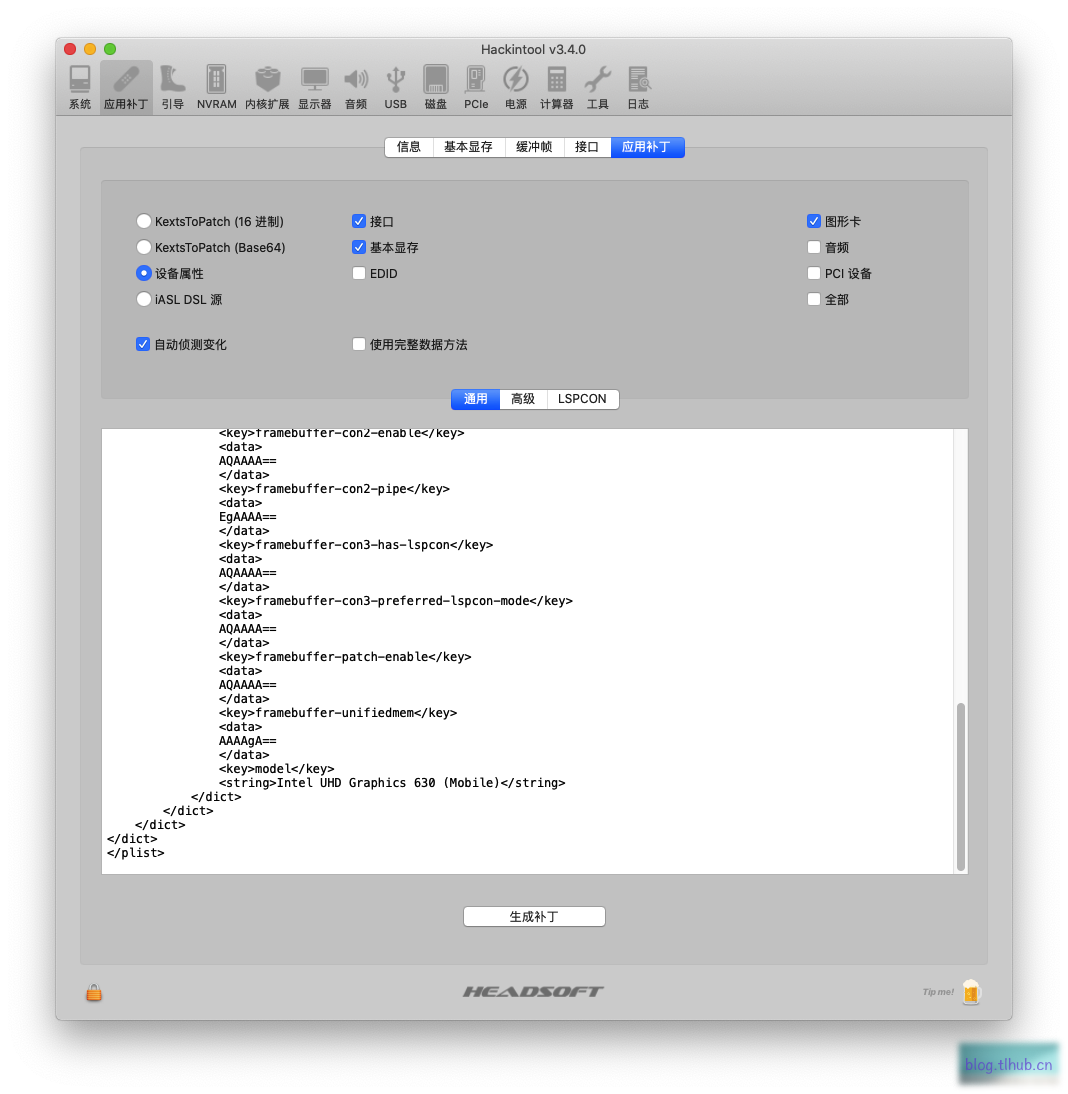 Hackintool v3.4.0
系统 应用补丁 引导 NVRAM 内核扩展 显示器 音频 USB 磁盘 PCIe 电源 计算器 工具 日志
信息 基本显存 缓冲帧 接口 应用补丁
KextsToPatch (16 进制) 接口 图形卡
KextsToPatch (Base64) 基本显存 音频
设备属性 EDID PCI 设备
iASL DSL 源 全部
自动侦测变化 使用完整数据方法
通用 高级 LSPCON
<key>framebuffer-con2-enable</key>
<data>
AQAAAA==
</data>
<key>framebuffer-con2-pipe</key>
<data>
EgAAAA==
</data>
<key>framebuffer-con3-has-lspcon</key>
<data>
AQAAAA==
</data>
<key>framebuffer-con3-preferred-lspcon-mode</key>
<data>
AQAAAA==
</data>
<key>framebuffer-patch-enable</key>
<data>
AQAAAA==
</data>
<key>framebuffer-unifiedmem</key>
<data>
AAAAgA==
</data>
<key>model</key>
<string>Intel UHD Graphics 630 (Mobile)</string>
</dict>
</dict>
</dict>
</dict>
</plist>
生成补丁
HEADSOFT
Tip me!
blog.tlhub.cn